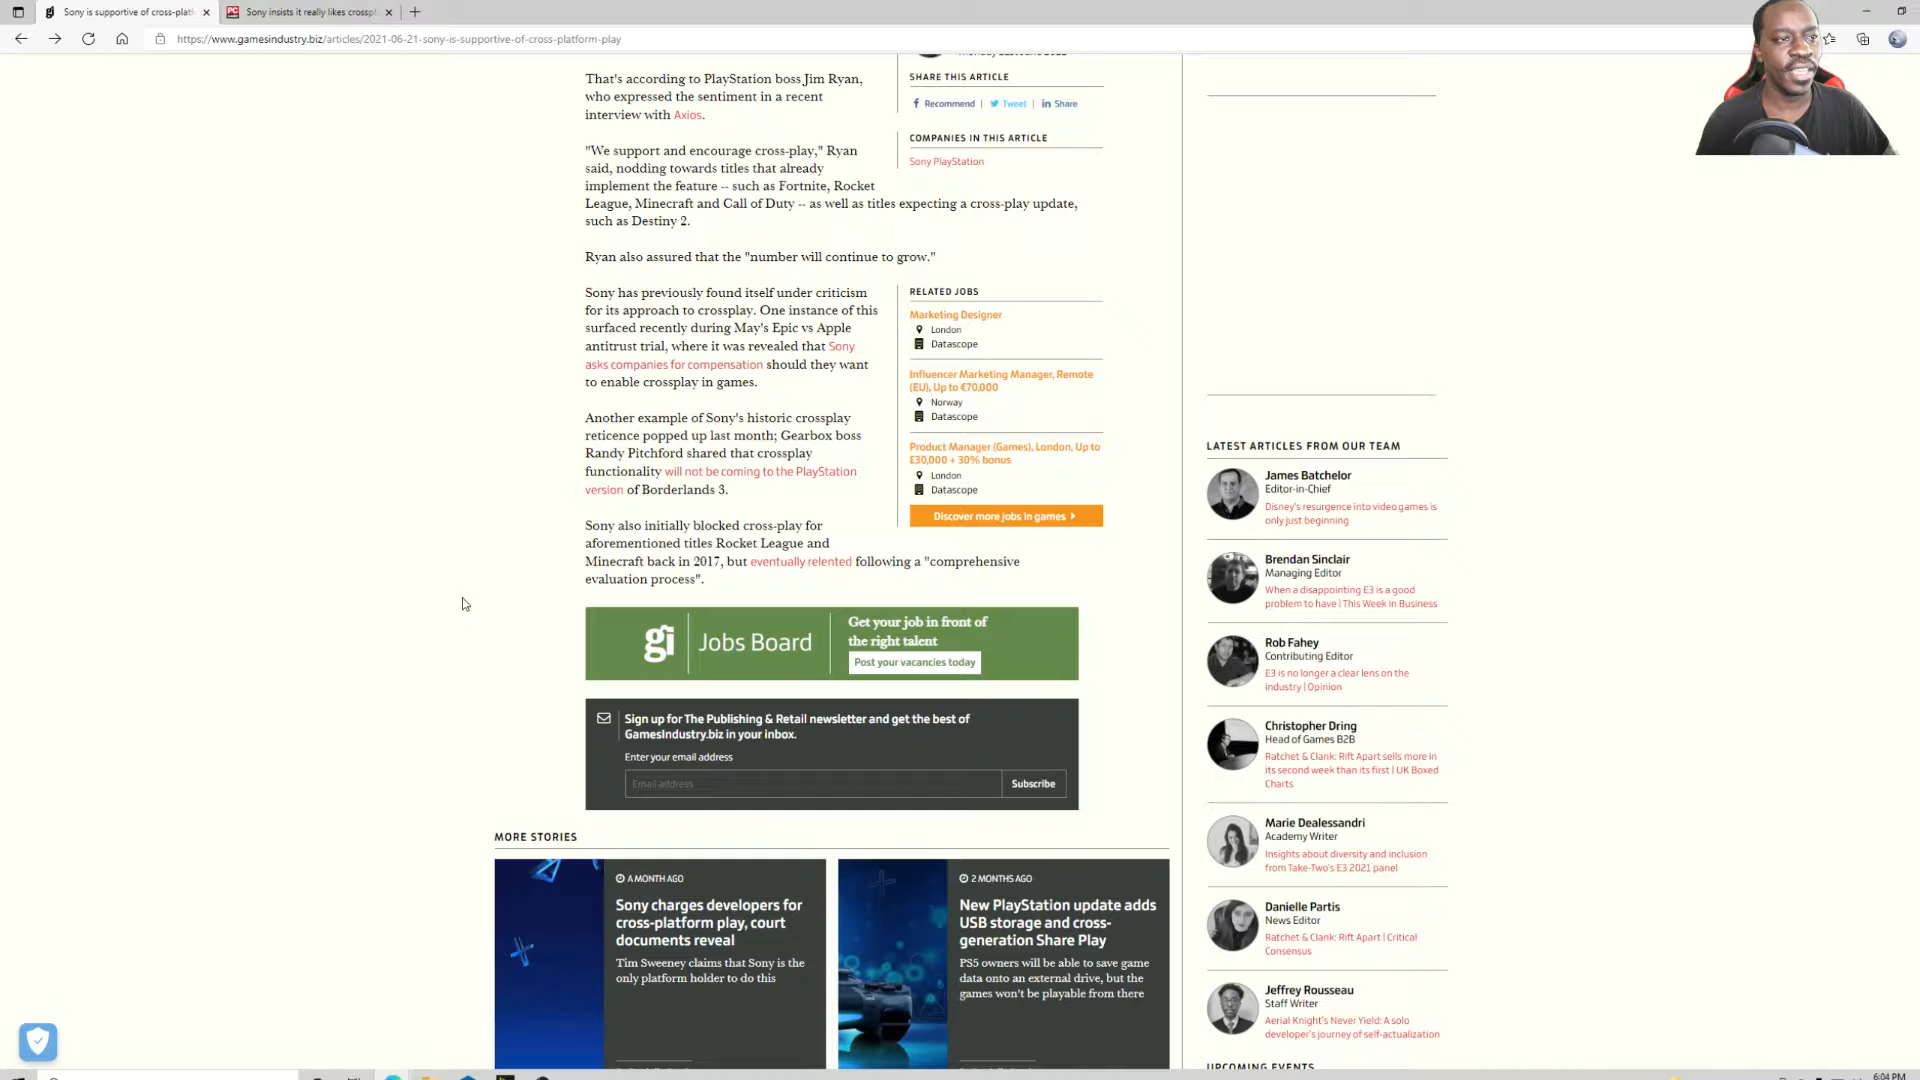 Sony is supportive of cross-plat
Sony insists it really likes crosspl
https://www.gamesindustry.biz/articles/2021-06-21-sony-is-supportive-of-cross-platform-play
That's according to PlayStation boss Jim Ryan,
who expressed the sentiment in a recent
interview with Axios.
"We support and encourage cross-play," Ryan
said, nodding towards titles that already
implement the feature -- such as Fortnite, Rocket
League, Minecraft and Call of Duty -- as well as titles expecting a cross-play update,
such as Destiny 2.
Ryan also assured that the "number will continue to grow."
Sony has previously found itself under criticism
for its approach to crossplay. One instance of this
surfaced recently during May's Epic vs Apple
antitrust trial, where it was revealed that Sony
asks companies for compensation should they want
to enable crossplay in games.
Another example of Sony's historic crossplay
reticence popped up last month; Gearbox boss
Randy Pitchford shared that crossplay
functionality will not be coming to the PlayStation
version of Borderlands 3.
Sony also initially blocked cross-play for
aforementioned titles Rocket League and
Minecraft back in 2017, but eventually relented following a "comprehensive
evaluation process".
SHARE THIS ARTICLE
Recommend | Tweet | Share
COMPANIES IN THIS ARTICLE
Sony PlayStation
RELATED JOBS
Marketing Designer
London
Datascope
Influencer Marketing Manager, Remote
(EU), Up to €70,000
Norway
Datascope
Product Manager (Games), London, Up to
£30,000 + 30% bonus
London
Datascope
Discover more jobs in games
gi Jobs Board
Get your job in front of
the right talent
Post your vacancies today
Sign up for The Publishing & Retail newsletter and get the best of
GamesIndustry.biz in your inbox.
Enter your email address
Email address
Subscribe
MORE STORIES
A MONTH AGO
Sony charges developers for
cross-platform play, court
documents reveal
Tim Sweeney claims that Sony is the
only platform holder to do this
2 MONTHS AGO
New PlayStation update adds
USB storage and cross-
generation Share Play
PS5 owners will be able to save game
data onto an external drive, but the
games won't be playable from there
LATEST ARTICLES FROM OUR TEAM
James Batchelor
Editor-in-Chief
Disney's resurgence into video games is
only just beginning
Brendan Sinclair
Managing Editor
When a disappointing E3 is a good
problem to have | This Week in Business
Rob Fahey
Contributing Editor
E3 is no longer a clear lens on the
industry | Opinion
Christopher Dring
Head of Games B2B
Ratchet & Clank: Rift Apart sells more in
its second week than its first | UK Boxed
Charts
Marie Dealessandri
Academy Writer
Insights about diversity and inclusion
from Take-Two's E3 2021 panel
Danielle Partis
News Editor
Ratchet & Clank: Rift Apart | Critical
Consensus
Jeffrey Rousseau
Staff Writer
Aerial Knight's Never Yield: A solo
developer's journey of self-actualization
UPCOMING EVENTS
6:04 PM